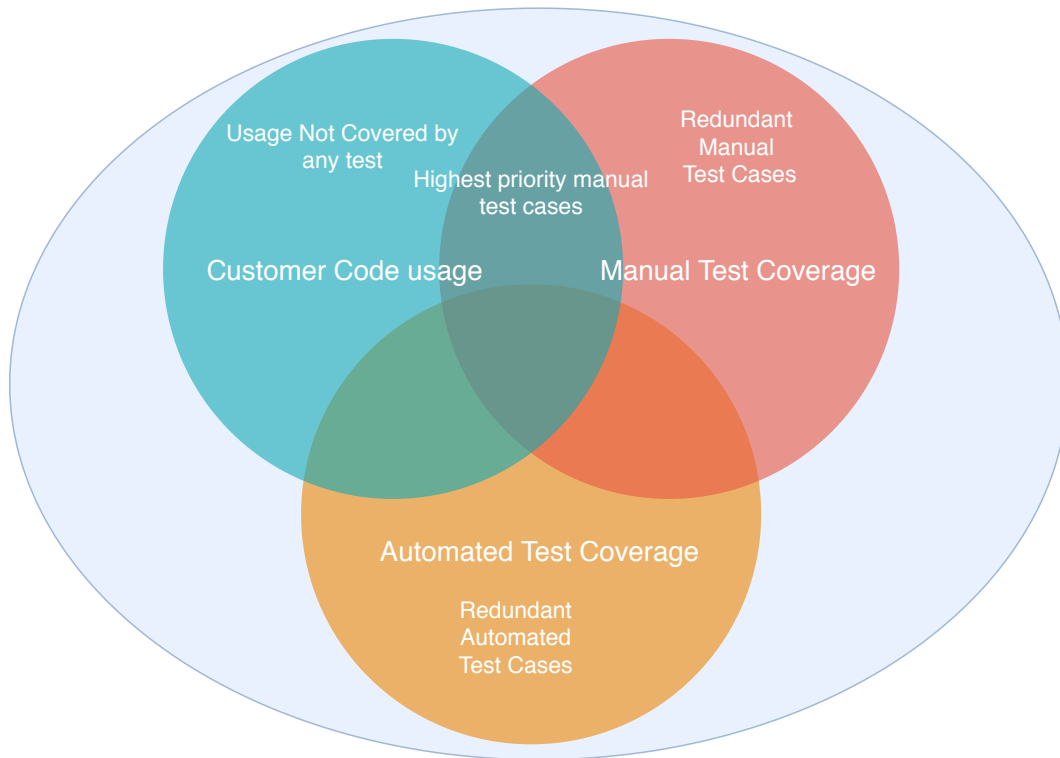 Usage Not Covered by
any test
Redundant
Manual
Test Cases
Highest priority manual
test cases
Customer Code usage
Manual Test Coverage
Automated Test Coverage
Redundant
Automated
Test Cases